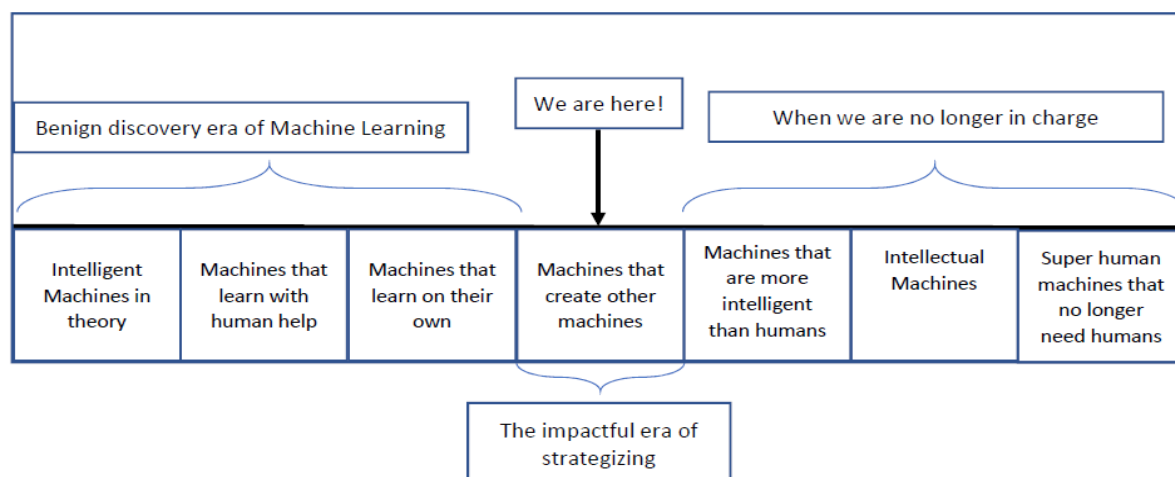 We are here!
Benign discovery era of Machine Learning
When we are no longer in charge
Intelligent
Machines in
theory
Machines that
learn with
human help
Machines that
learn on their
own
Machines that
create other
machines
Machines that
are more
intelligent
than humans
Intellectual
Machines
Super human
machines that
no longer
need humans
The impactful era of
strategizing